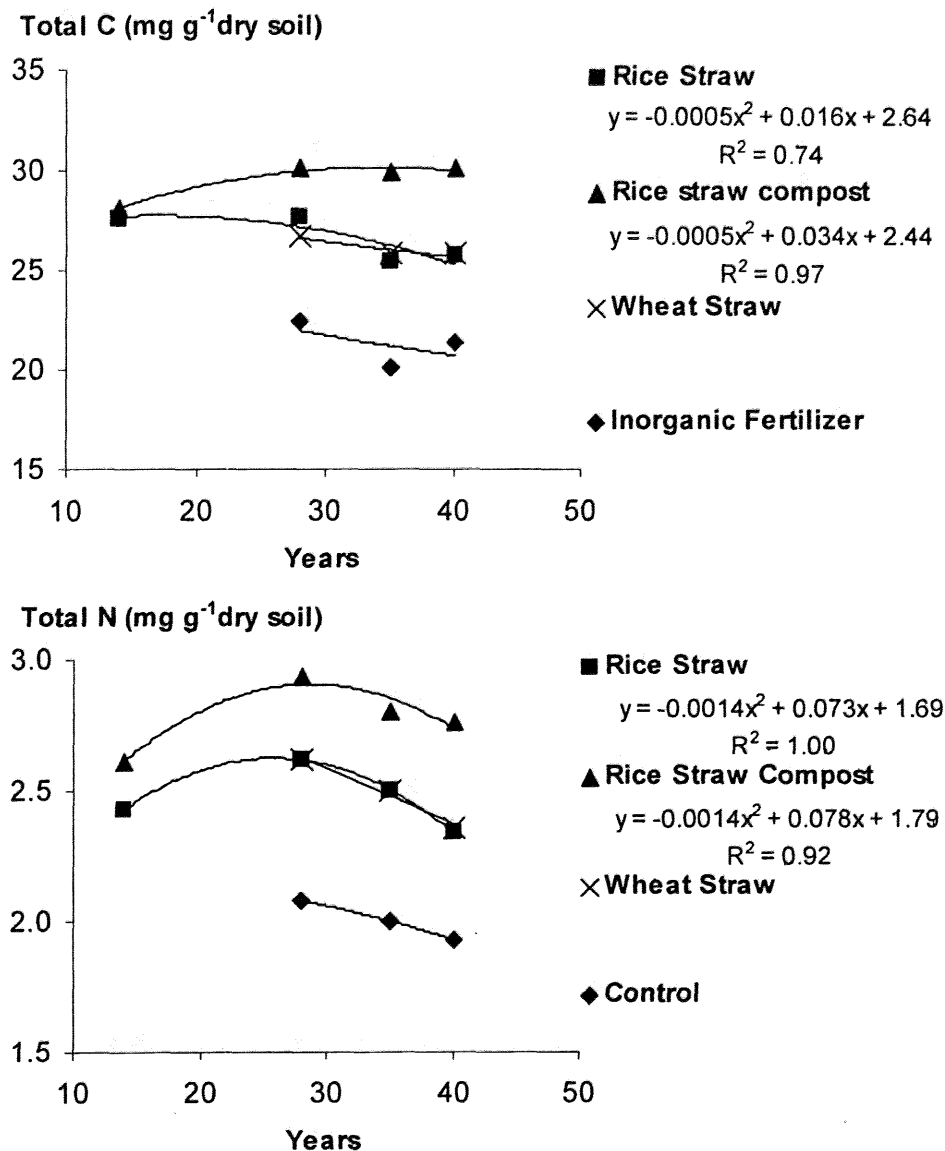 Total C (mg g⁻¹dry soil)
35
30
25
20
15
10 20 30 40 50
Years
■ Rice Straw
y = -0.0005x² + 0.016x + 2.64
R² = 0.74
▲ Rice straw compost
y = -0.0005x² + 0.034x + 2.44
R² = 0.97
× Wheat Straw
◆ Inorganic Fertilizer
Total N (mg g⁻¹dry soil)
3.0
2.5
2.0
1.5
10 20 30 40 50
Years
■ Rice Straw
y = -0.0014x² + 0.073x + 1.69
R² = 1.00
▲ Rice Straw Compost
y = -0.0014x² + 0.078x + 1.79
R² = 0.92
× Wheat Straw
◆ Control